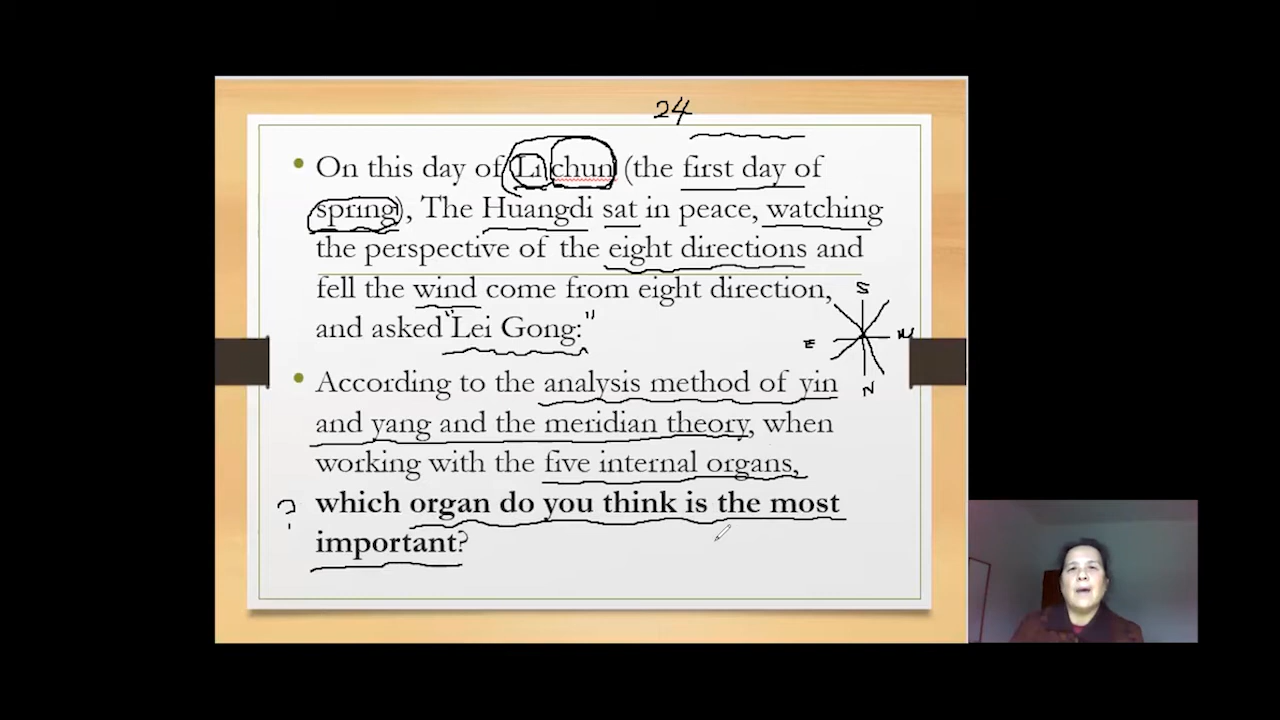 24
• On this day of Lichun (the first day of
spring), The Huangdi sat in peace, watching
the perspective of the eight directions and
fell the wind come from eight direction,
and asked "Lei Gong:"
S
E W
N
• According to the analysis method of yin
and yang and the meridian theory, when
working with the five internal organs,
? which organ do you think is the most
important?